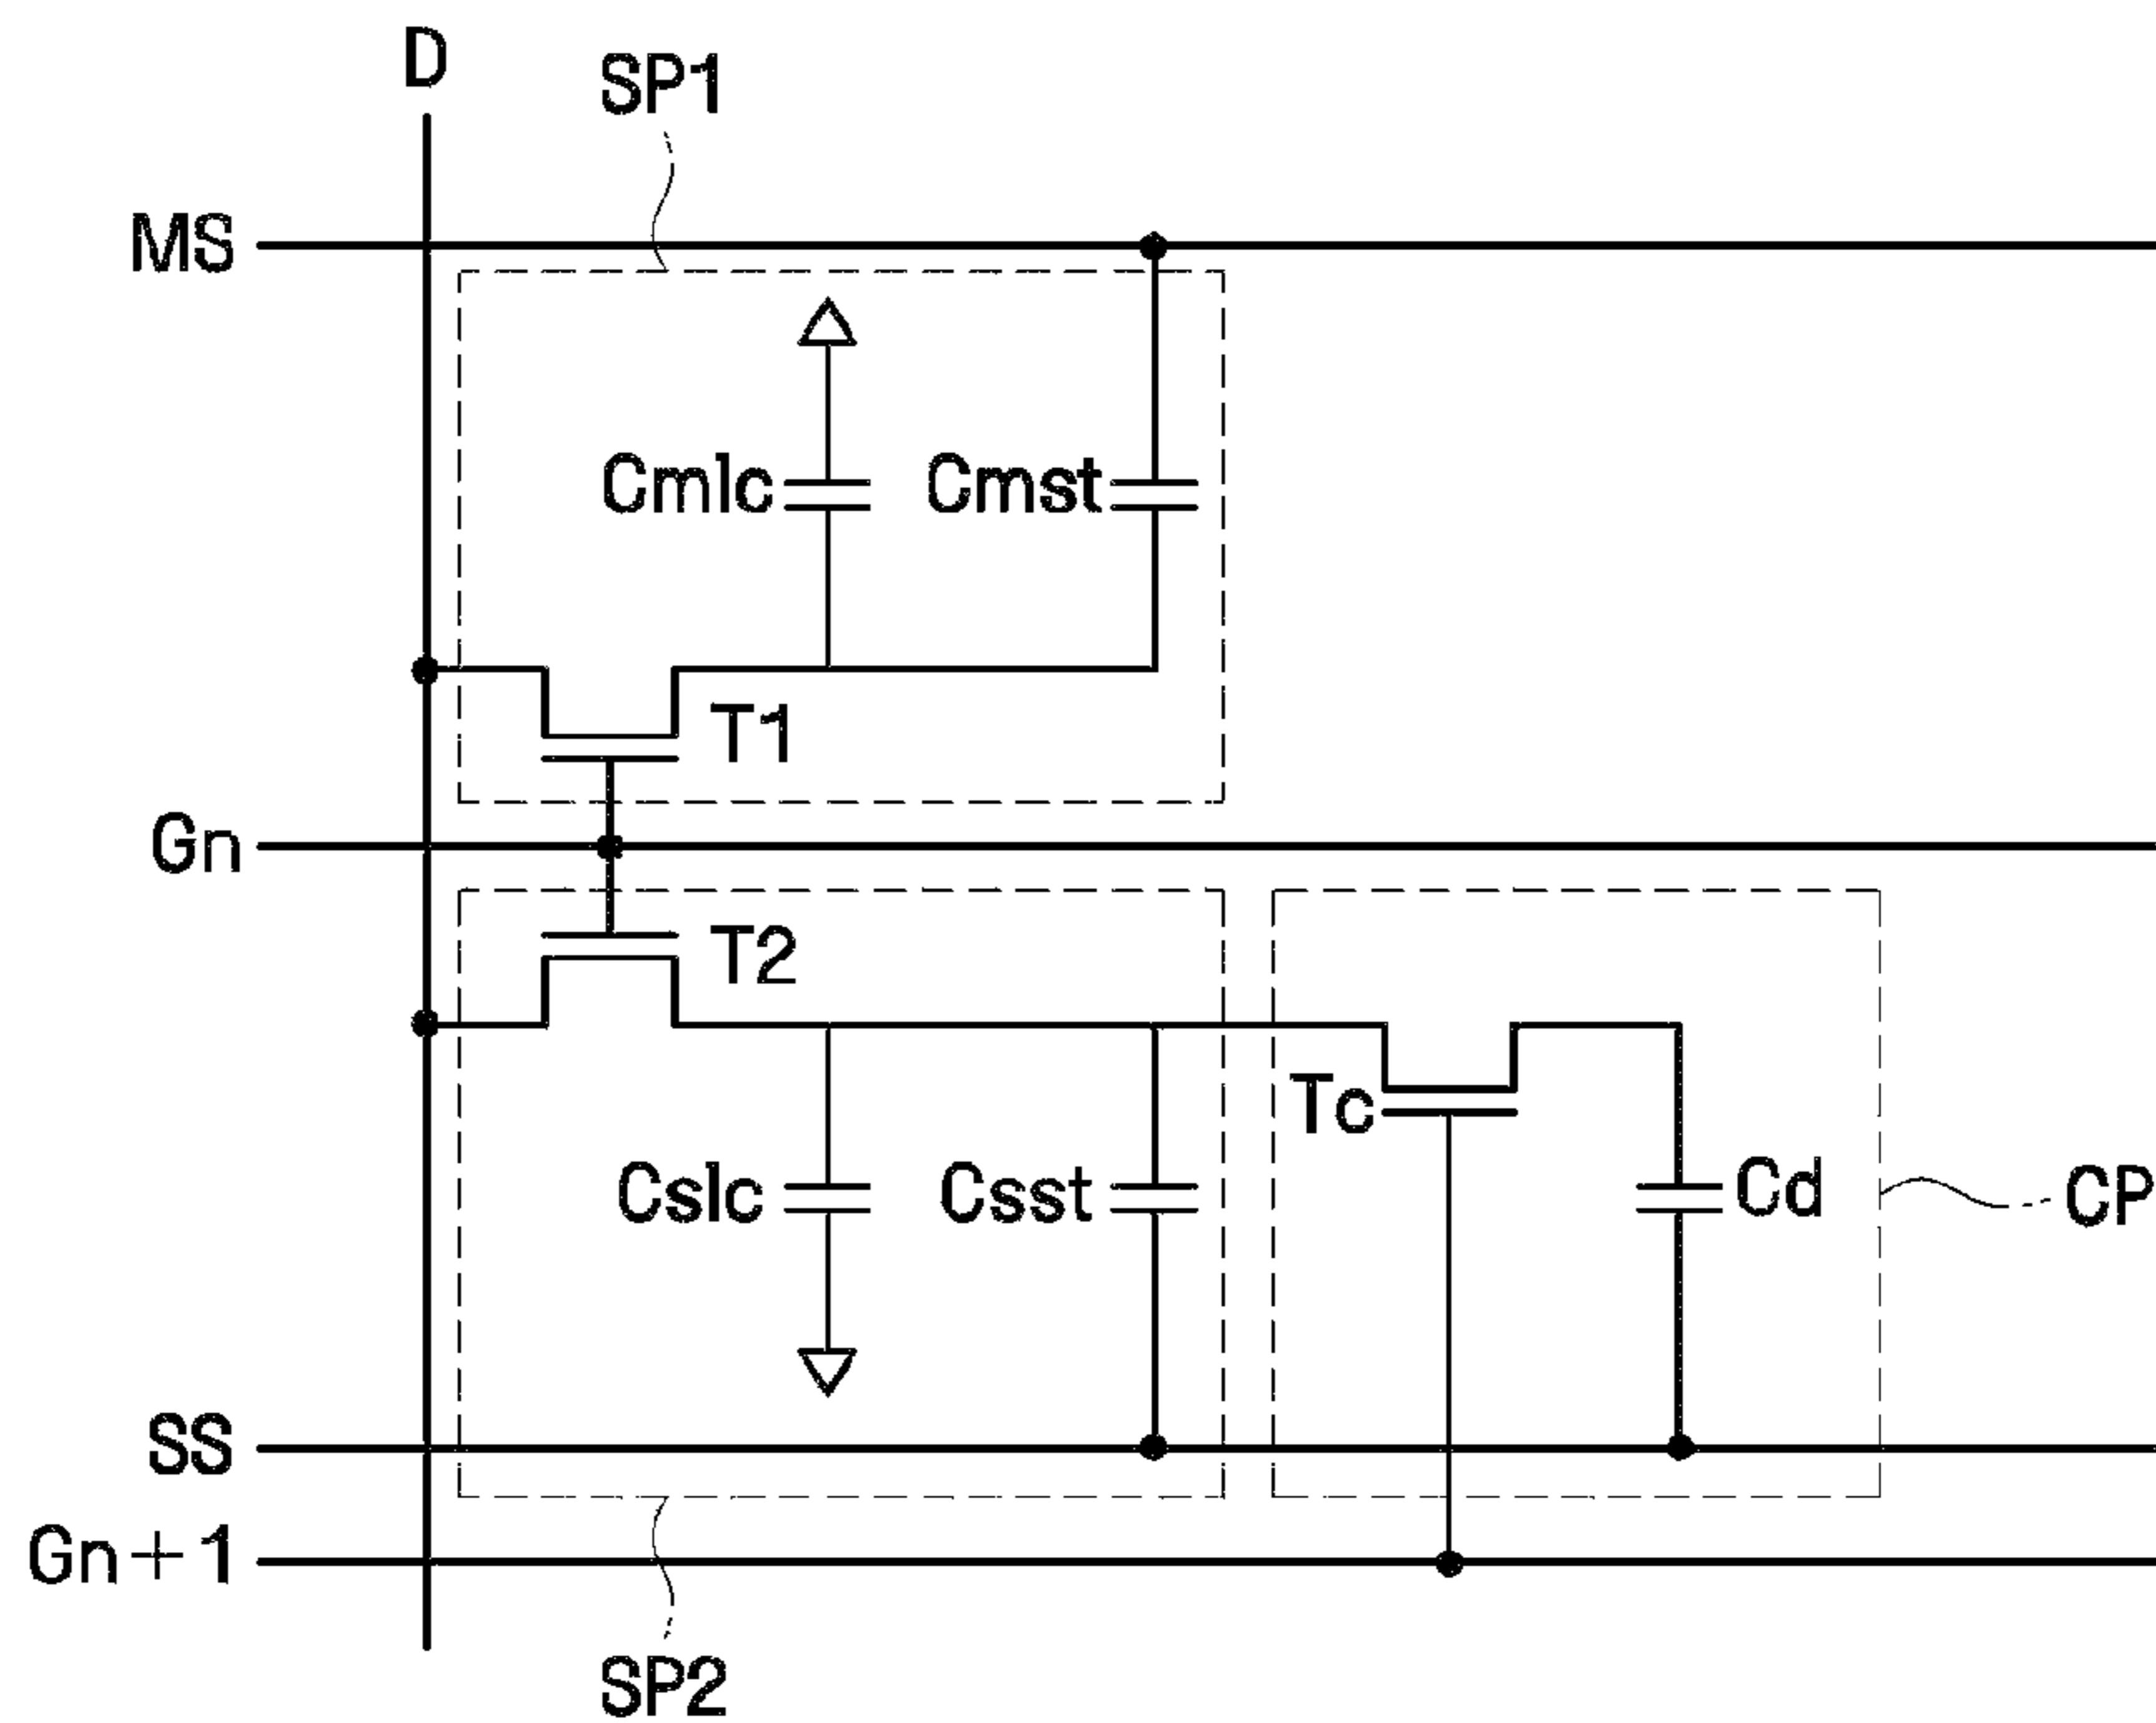 D
SP1
MS
Cmlc
Cmst
T1
Gn
T2
Tc
Cslc
Csst
Cd
CP
SS
Gn+1
SP2